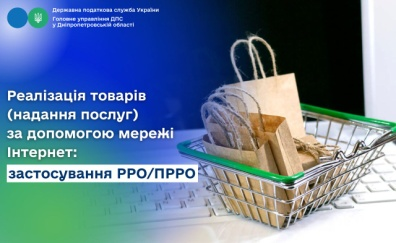 Державна податкова служба України
Головне управління ДПС
у Дніпропетровській області
Реалізація товарів
(надання послуг)
за допомогою мережі
Інтернет:
застосування РРО/ПРРО